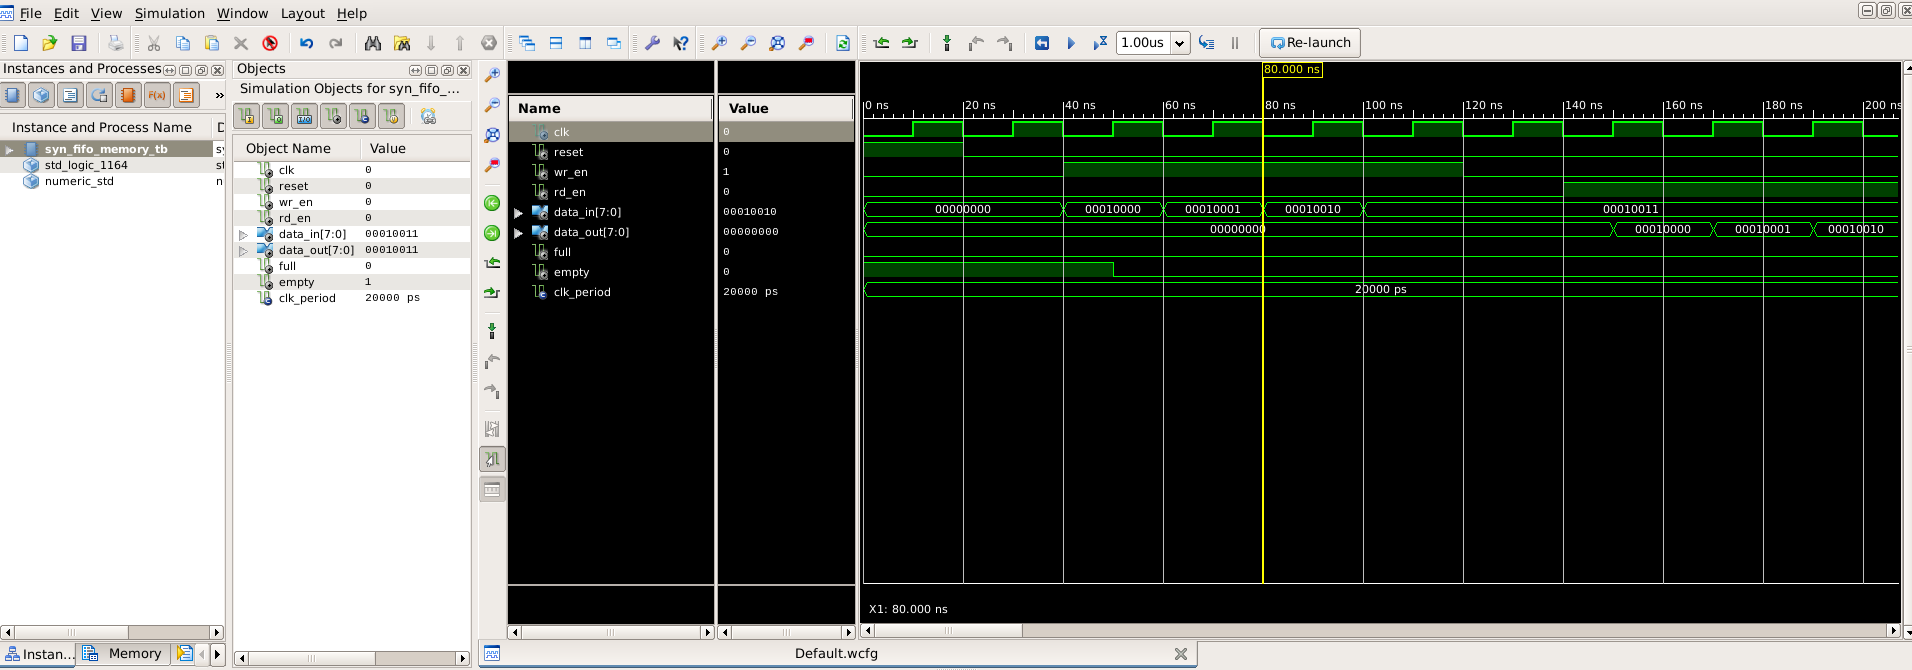 File Edit View Simulation Window Layout Help
1.00us
Re-launch
Instances and Processes
Instance and Process Name
D
syn_fifo_memory_tb
sy
std_logic_1164
st
numeric_std
n
Instan...
Memory
Objects
Simulation Objects for syn_fifo_...
Object Name Value
clk 0
reset 0
wr_en 0
rd_en 0
data_in[7:0] 00010011
data_out[7:0] 00010011
full 0
empty 1
clk_period 20000 ps
Name Value
clk 0
reset 0
wr_en 1
rd_en 0
data_in[7:0] 00010010
data_out[7:0] 00000000
full 0
empty 0
clk_period 20000 ps
80.000 ns
0 ns 20 ns 40 ns 60 ns 80 ns 100 ns 120 ns 140 ns 160 ns 180 ns 200 ns
00000000 00010000 00010001 00010010 00010011
00000000 00010000 00010001 00010010
20000 ps
X1: 80.000 ns
Default.wcfg